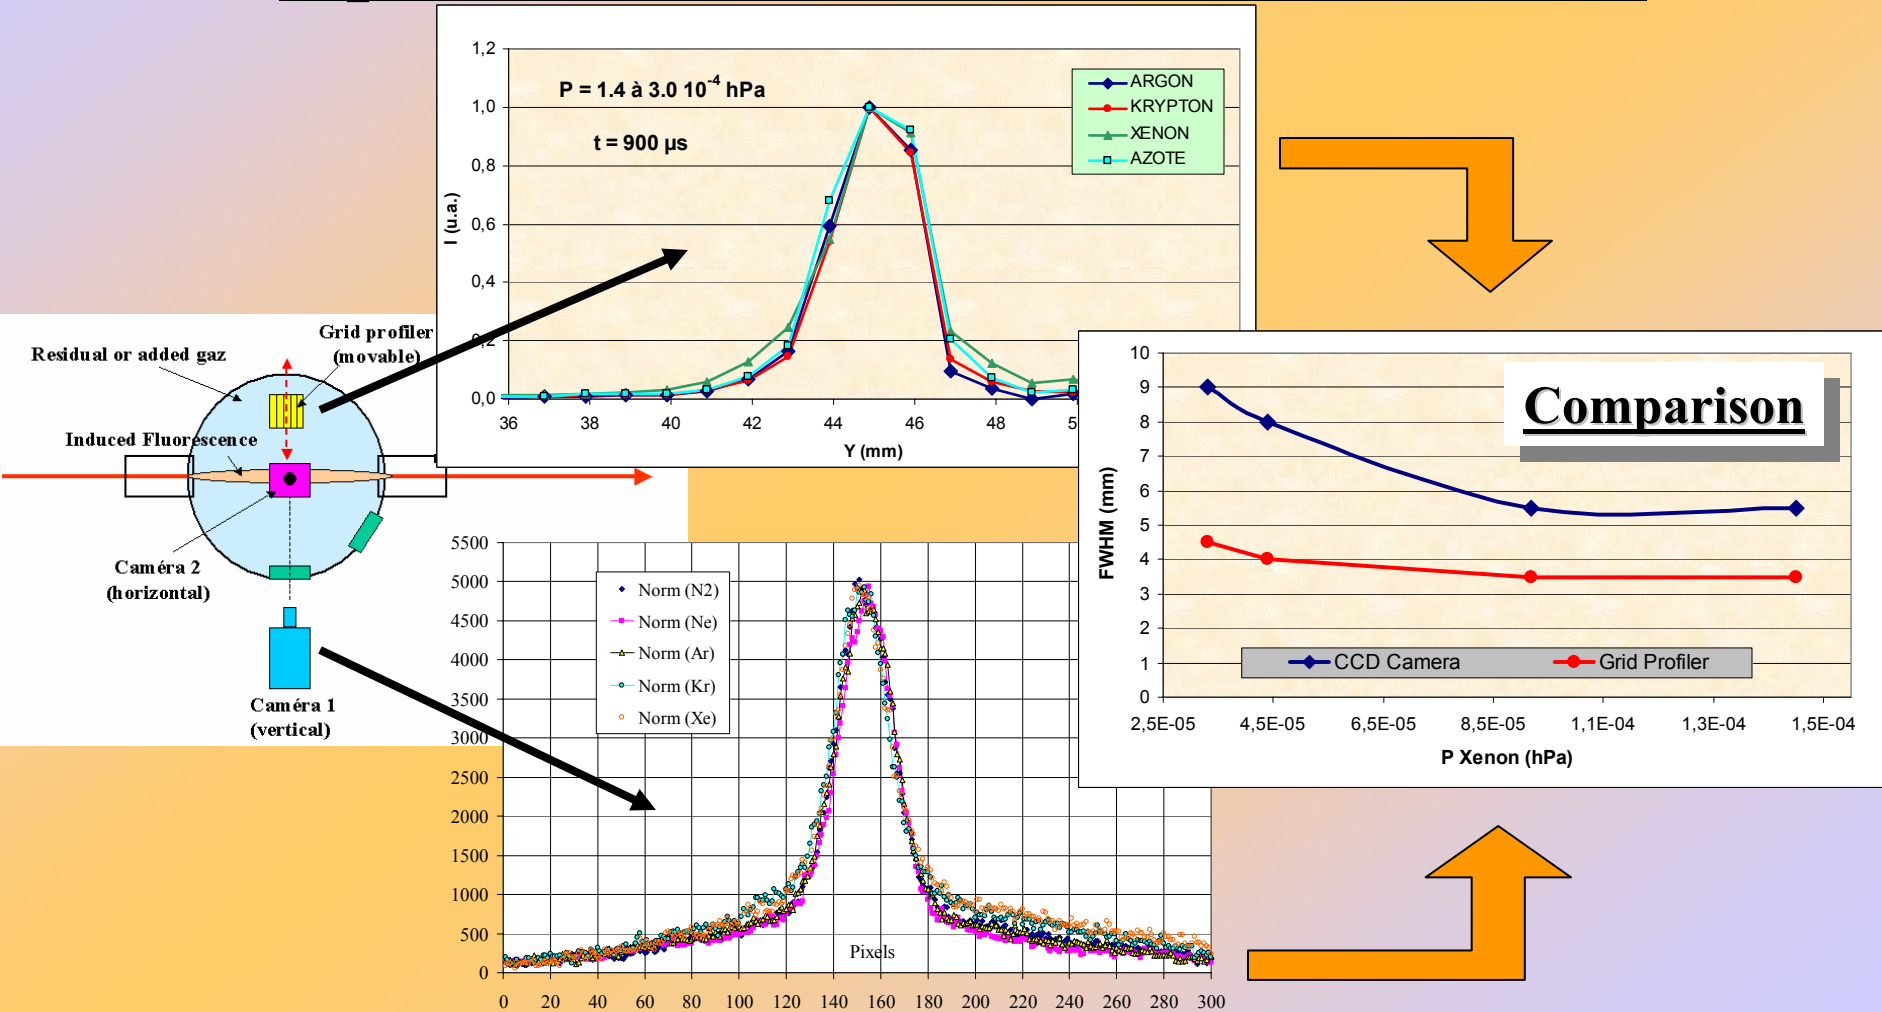 1,2
1,0
0,8
0,6
0,4
0,2
0,0
I (u.a.)
P = 1.4 à 3.0 10⁻⁴ hPa
t = 900 µs
ARGON
KRYPTON
XENON
AZOTE
36 38 40 42 44 46 48 5
Y (mm)
Grid profiler
(movable)
Residual or added gaz
Induced Fluorescence
Caméra 2
(horizontal)
Caméra 1
(vertical)
Comparison
10
9
8
7
6
5
4
3
2
1
0
FWHM (mm)
CCD Camera
Grid Profiler
2,5E-05 4,5E-05 6,5E-05 8,5E-05 1,1E-04 1,3E-04 1,5E-04
P Xenon (hPa)
5500
5000
4500
4000
3500
3000
2500
2000
1500
1000
500
0
Norm (N2)
Norm (Ne)
Norm (Ar)
Norm (Kr)
Norm (Xe)
Pixels
0 20 40 60 80 100 120 140 160 180 200 220 240 260 280 300